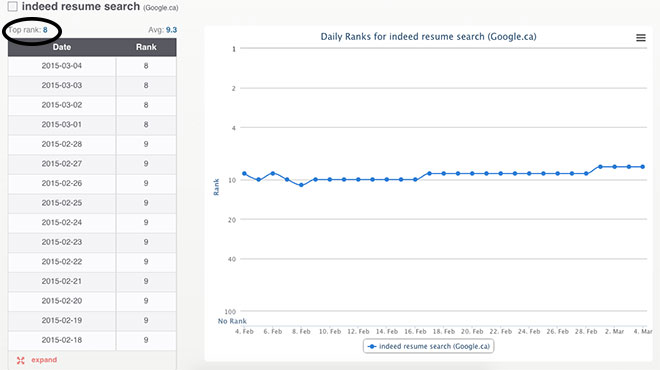 indeed resume search (Google.ca)
Top rank: 8 Avg: 9.3
Date Rank
2015-03-04 8
2015-03-03 8
2015-03-02 8
2015-03-01 8
2015-02-28 9
2015-02-27 9
2015-02-26 9
2015-02-25 9
2015-02-24 9
2015-02-23 9
2015-02-22 9
2015-02-21 9
2015-02-20 9
2015-02-19 9
2015-02-18 9
expand
Daily Ranks for indeed resume search (Google.ca)
1
2
4
10
20
40
100
No Rank
Rank
4. Feb 6. Feb 8. Feb 10. Feb 12. Feb 14. Feb 16. Feb 18. Feb 20. Feb 22. Feb 24. Feb 26. Feb 28. Feb 2. Mar 4. Mar
indeed resume search (Google.ca)